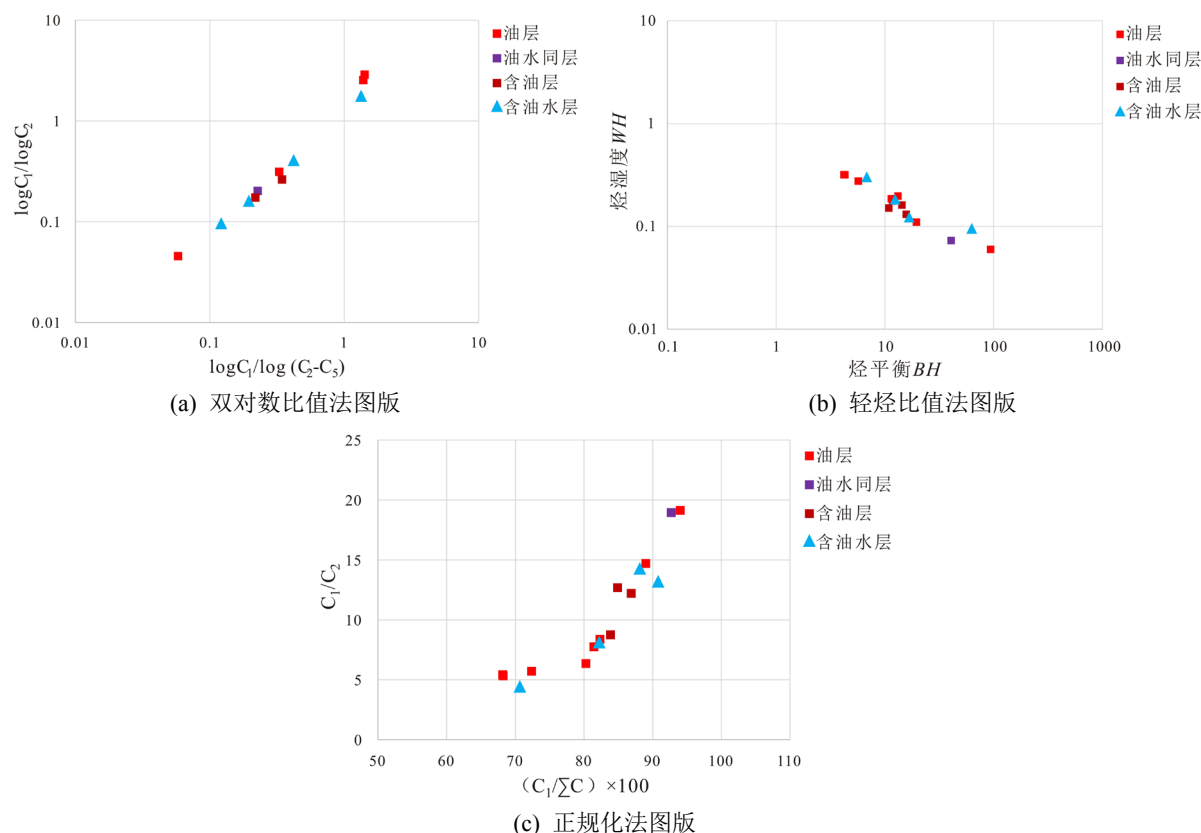 10
1
0.1
0.01
0.01
0.1
1
10
logC₁/logC₂
logC₁/log (C₂-C₅)
油层
油水同层
含油层
含油水层
(a) 双对数比值法图版
10
1
0.1
0.01
0.1
1
10
100
1000
烃湿度WH
烃平衡BH
油层
油水同层
含油层
含油水层
(b) 轻烃比值法图版
25
20
15
10
5
0
50
60
70
80
90
100
110
C₁/C₂
（C₁/∑C）×100
油层
油水同层
含油层
含油水层
(c) 正规化法图版